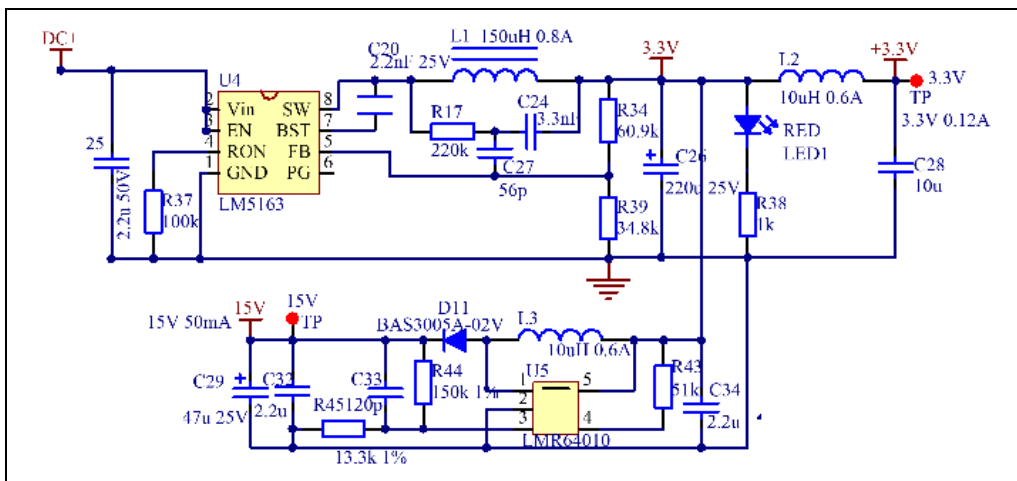 DC+
C20
2.2nF 25V
L1 150uH 0.8A
3.3V
+3.3V
L2
3.3V
TP
10uH 0.6A
3.3V 0.12A
U4
2 Vin SW 8
3 EN BST 7
4 RON FB 5
1 GND PG 6
LM5163
25
2.2u 50V
R37
100k
R17
220k
C24
3.3nF
C27
56p
R34
60.9k
R39
34.8k
C26
220u 25V
RED
LED1
R38
1k
C28
10u
15V
15V 50mA
15V
TP
D11
BAS3005A-02V
L3
10uH 0.6A
C29
47u 25V
C32
2.2u
C33
120p
R44
150k 1%
R45
13.3k 1%
U5
1
2
3
5
4
LMR64010
R43
51k
C34
2.2u